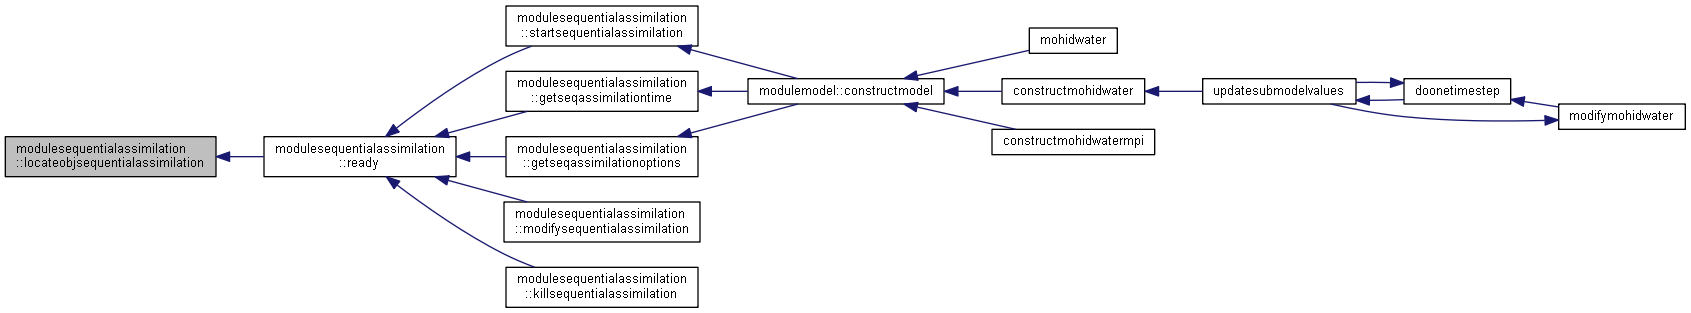 modulesequentialassimilation
::locateobjsequentialassimilation
modulesequentialassimilation
::ready
modulesequentialassimilation
::startsequentialassimilation
modulesequentialassimilation
::getseqassimilationtime
modulesequentialassimilation
::getseqassimilationoptions
modulesequentialassimilation
::modifysequentialassimilation
modulesequentialassimilation
::killsequentialassimilation
modulemodel::constructmodel
mohidwater
constructmohidwater
constructmohidwatermpi
updatesubmodelvalues
doonetimestep
modifymohidwater